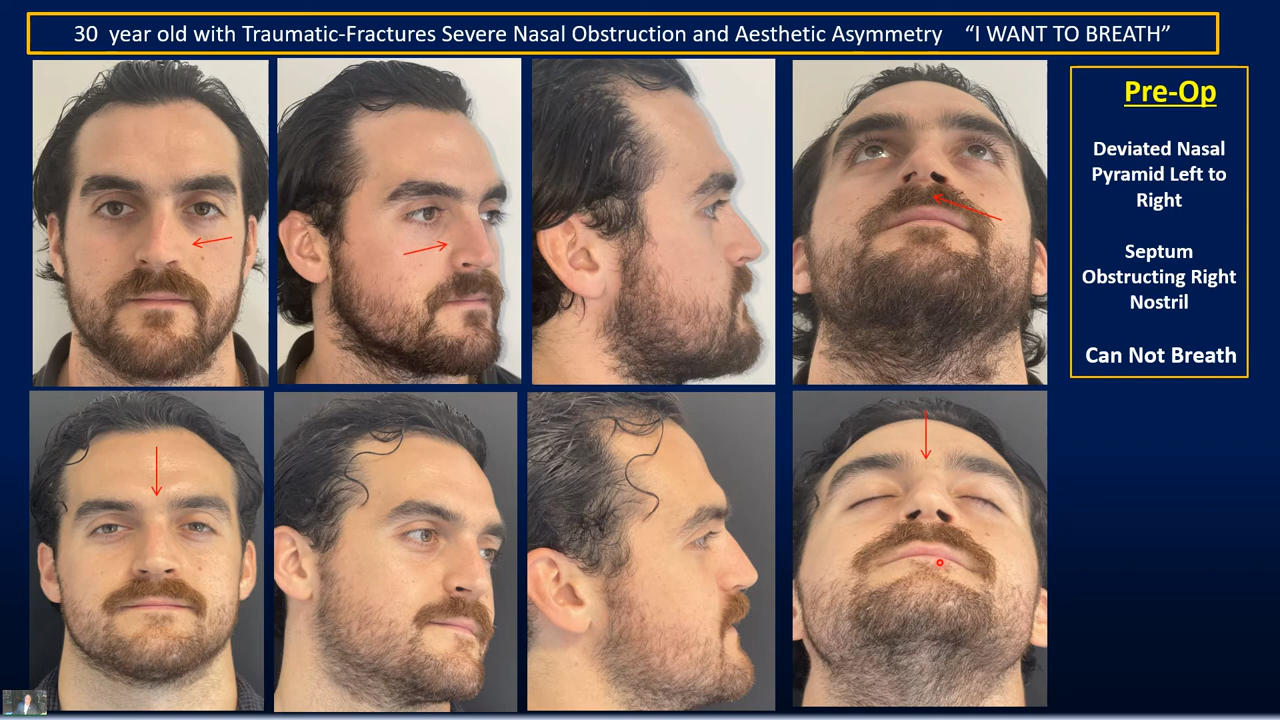 30 year old with Traumatic-Fractures Severe Nasal Obstruction and Aesthetic Asymmetry “I WANT TO BREATH”
Pre-Op
Deviated Nasal
Pyramid Left to
Right
Septum
Obstructing Right
Nostril
Can Not Breath